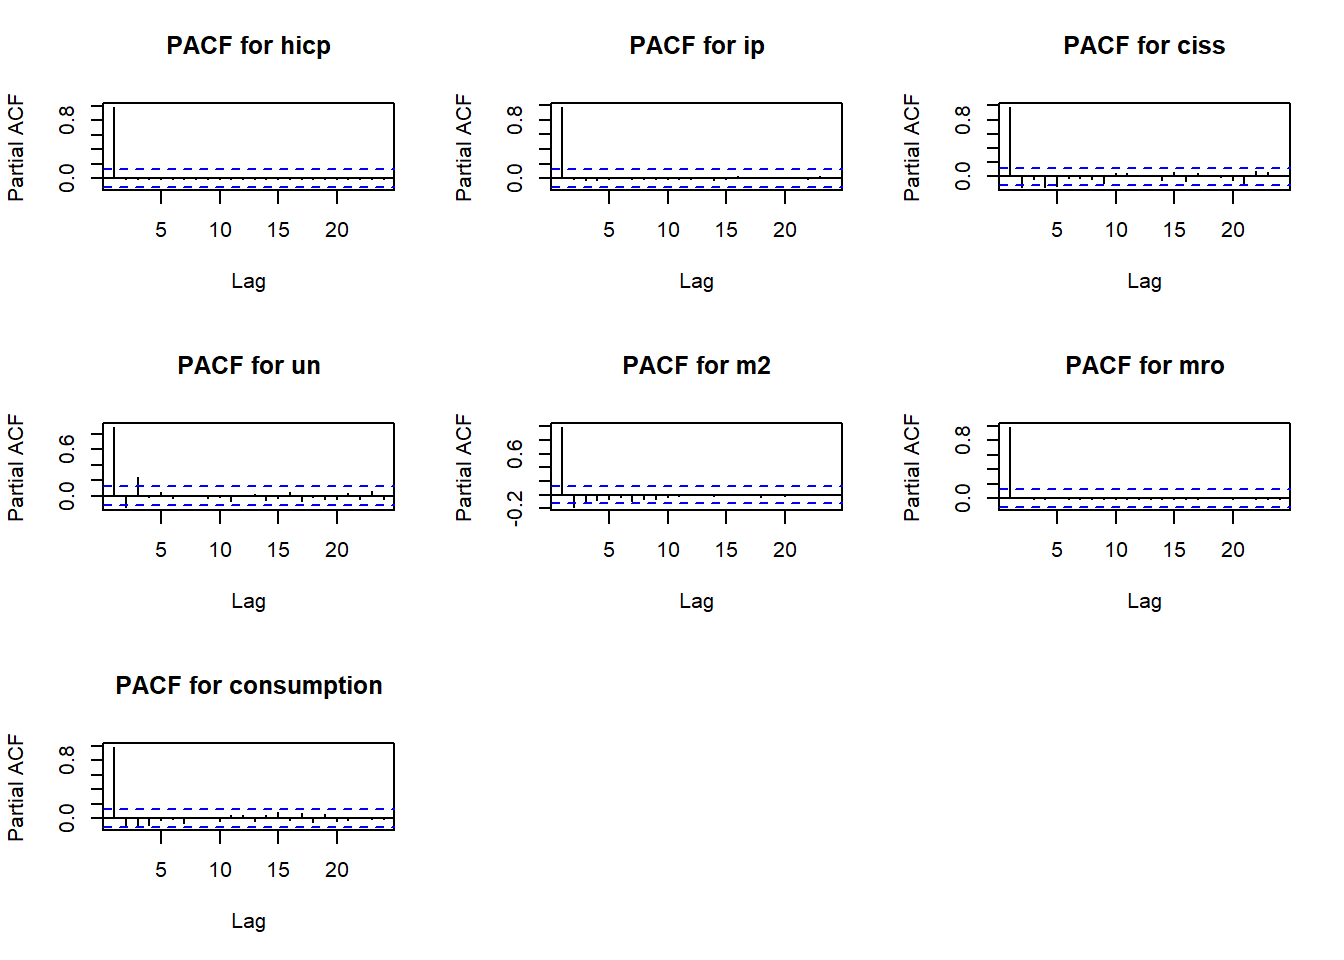 PACF for hicp
Partial ACF
0.0 0.8
5 10 15 20
Lag
PACF for ip
Partial ACF
0.0 0.8
5 10 15 20
Lag
PACF for ciss
Partial ACF
0.0 0.8
5 10 15 20
Lag
PACF for un
Partial ACF
0.0 0.6
5 10 15 20
Lag
PACF for m2
Partial ACF
-0.2 0.6
5 10 15 20
Lag
PACF for mro
Partial ACF
0.0 0.8
5 10 15 20
Lag
PACF for consumption
Partial ACF
0.0 0.8
5 10 15 20
Lag